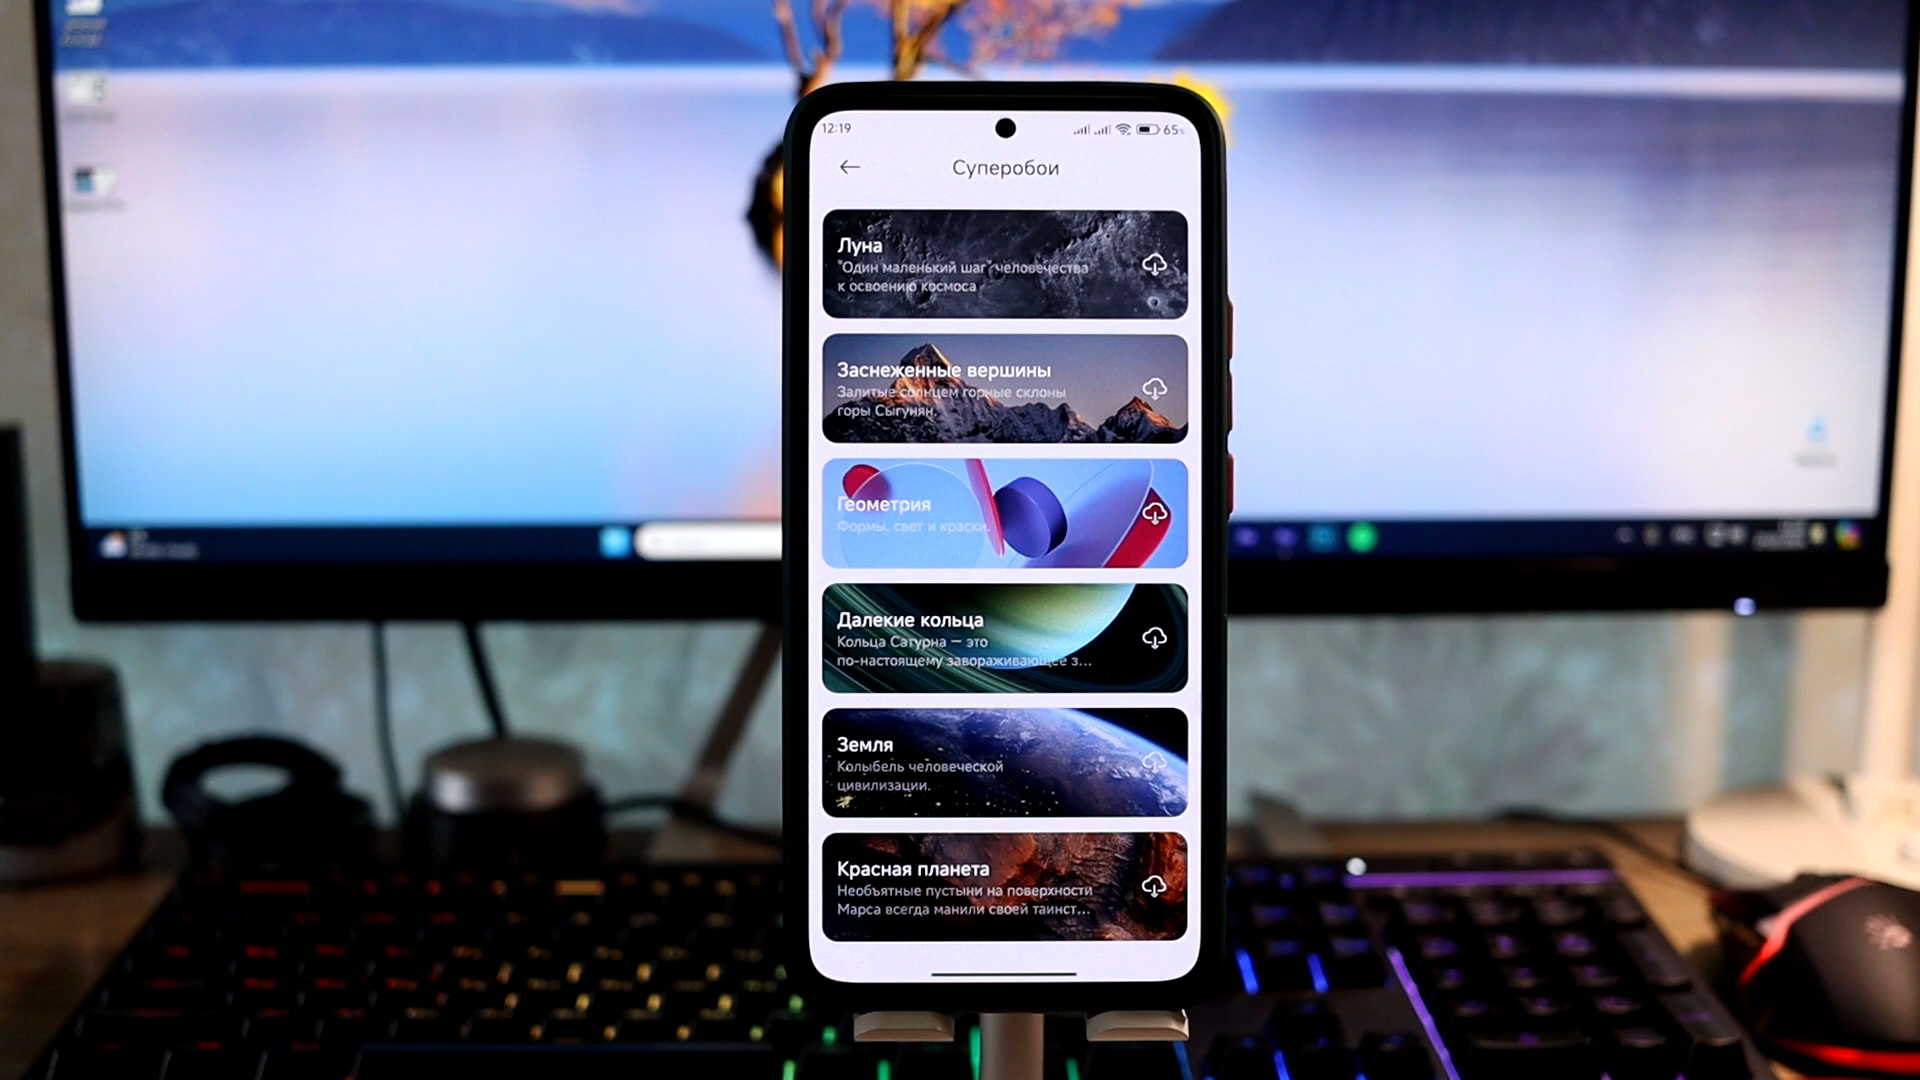 12:19
65%
Суперобои
Луна
"Один маленький шаг" человечества
к освоению космоса
Заснеженные вершины
Залитые солнцем горные склоны
горы Сыгунян.
Геометрия
Формы, свет и краски.
Далекие кольца
Кольца Сатурна — это
по-настоящему завораживающее з...
Земля
Колыбель человеческой
цивилизации.
Красная планета
Необъятные пустыни на поверхности
Марса всегда манили своей таинст...